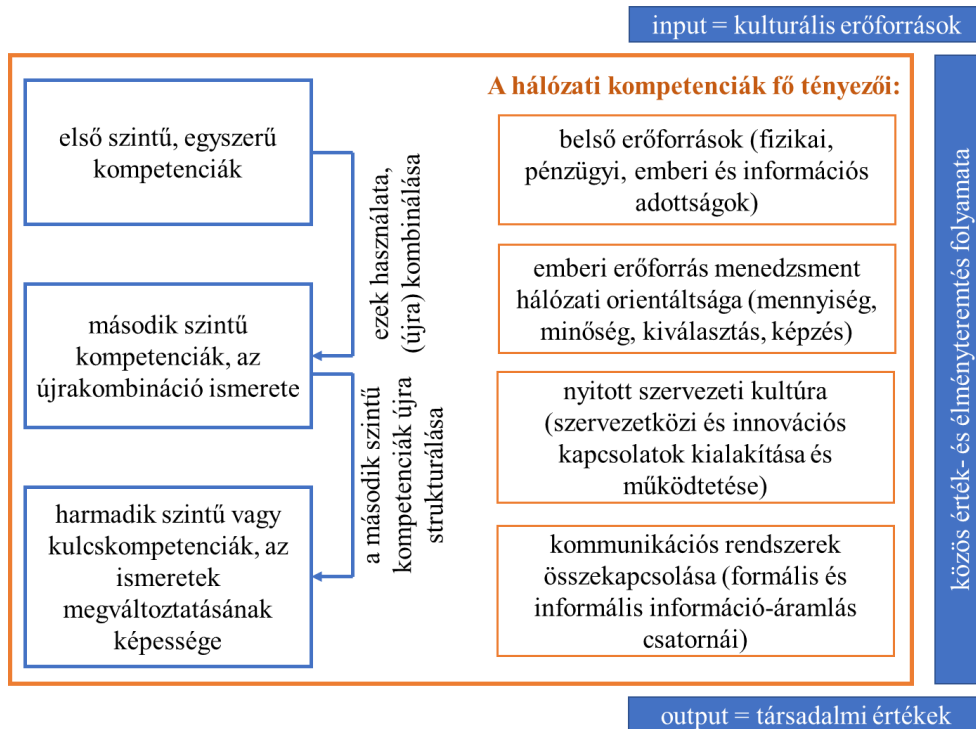 input = kulturális erőforrások
első szintű, egyszerű
kompetenciák
ezek használata,
(újra) kombinálása
második szintű
kompetenciák, az
újrakombináció ismerete
a második szintű
kompetenciák újra
strukturálása
harmadik szintű vagy
kulcskompetenciák, az
ismeretek
megváltoztatásának
képessége
A hálózati kompetenciák fő tényezői:
belső erőforrások (fizikai,
pénzügyi, emberi és információs
adottságok)
emberi erőforrás menedzsment
hálózati orientáltsága (mennyiség,
minőség, kiválasztás, képzés)
nyitott szervezeti kultúra
(szervezetközi és innovációs
kapcsolatok kialakítása és
működtetése)
kommunikációs rendszerek
összekapcsolása (formális és
informális információ-áramlás
csatornái)
közös érték- és élményteremtés folyamata
output = társadalmi értékek